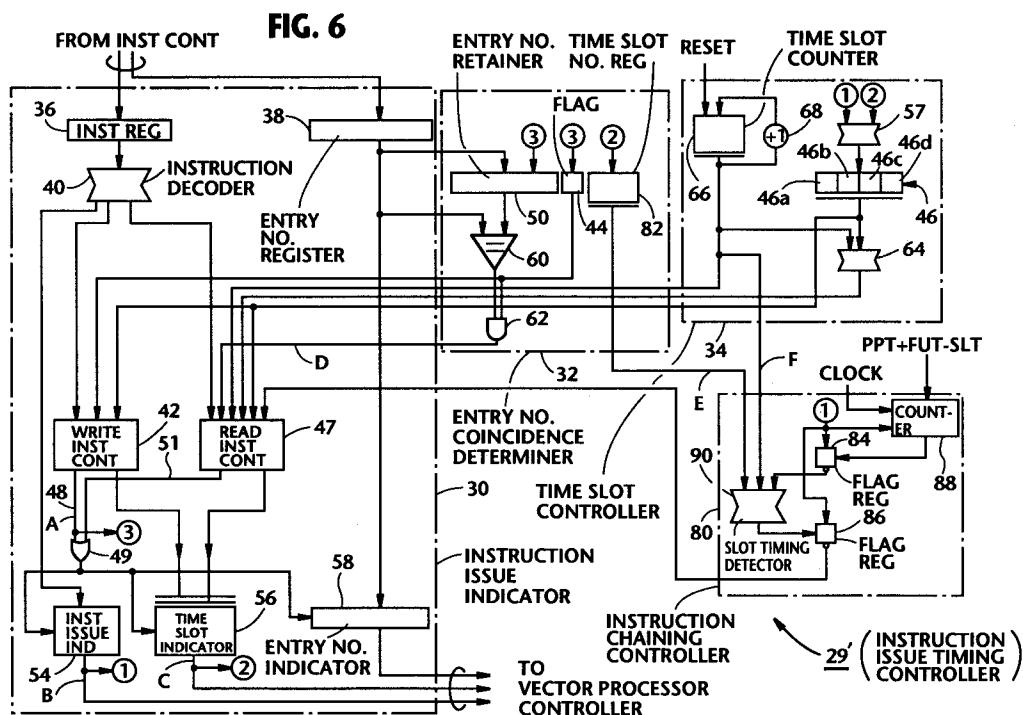 FIG. 6
FROM INST CONT
ENTRY NO.
RETAINER
TIME SLOT
NO. REG
RESET
TIME SLOT
COUNTER
FLAG
36
INST REG
38
3
3
2
1
2
57
+1
68
66
46b
46c
46d
46a
46
40
INSTRUCTION
DECODER
50
44
82
ENTRY
NO.
REGISTER
60
64
62
D
32
34
F
E
PPT+FUT-SLT
CLOCK
COUNT-
ER
88
1
84
FLAG
REG
42
WRITE
INST
CONT
51
READ
INST
CONT
47
ENTRY NO.
COINCIDENCE
DETERMINER
90
80
86
FLAG
REG
SLOT TIMING
DETECTOR
48
A
3
49
30
TIME SLOT
CONTROLLER
INSTRUCTION
ISSUE
INDICATOR
58
56
INST
ISSUE
IND
54
TIME
SLOT
INDICATOR
ENTRY NO.
INDICATOR
1
B
C
2
INSTRUCTION
CHAINING
CONTROLLER
29' (INSTRUCTION
ISSUE TIMING
CONTROLLER)
TO
VECTOR PROCESSOR
CONTROLLER